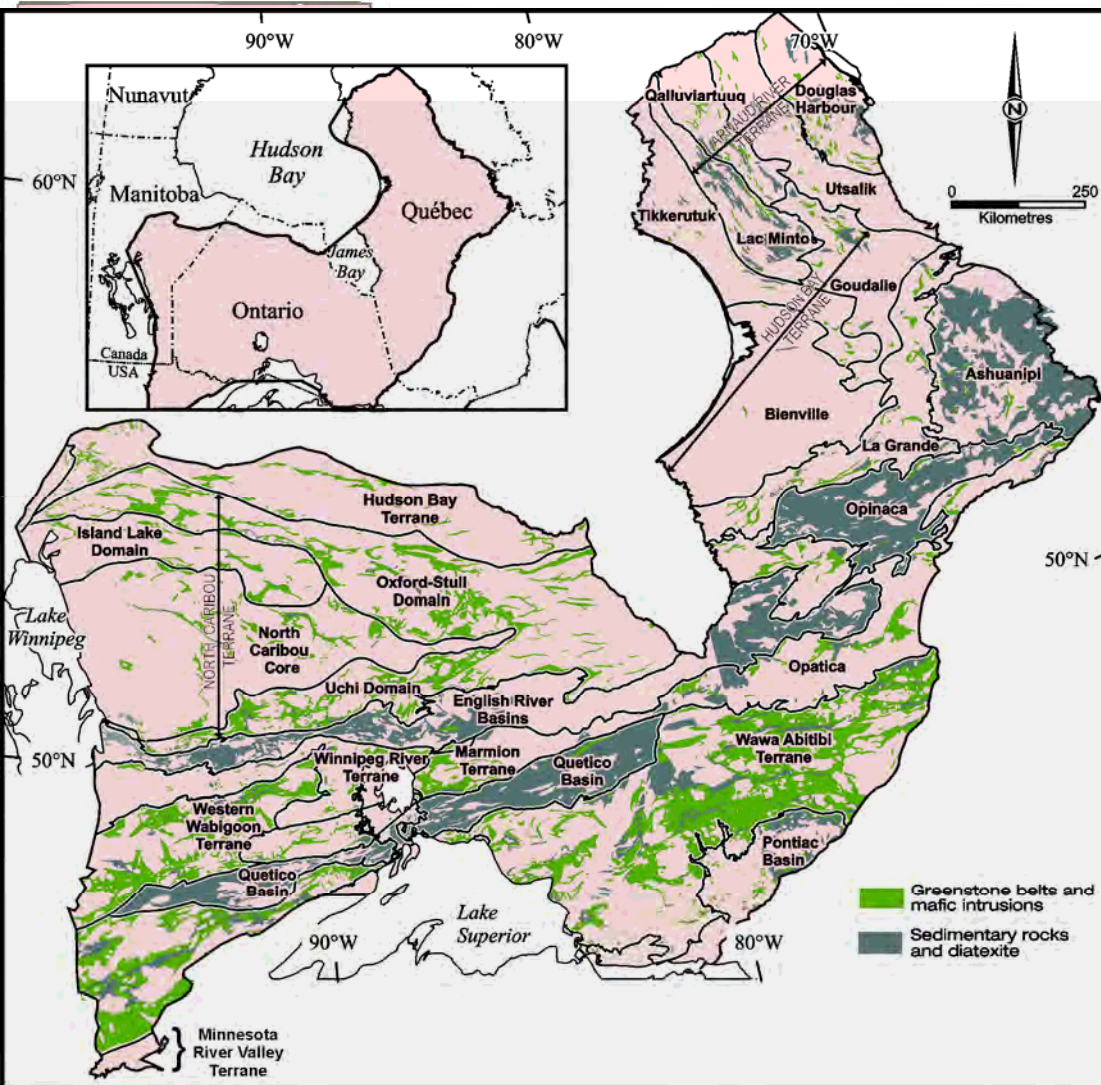 90°W
80°W
70°W
Nunavut
Hudson
Bay
60°N
Manitoba
Québec
James
Bay
Ontario
Canada
USA
N
0
250
Kilometres
Qalluviartuuq
Douglas
Harbour
ARNAUD RIVER
TERRANE
Utsalik
Tikkerutuk
Lac Minto
Goudalie
HUDSON BAY
TERRANE
Ashuanipi
Bienville
La Grande
Opinaca
50°N
Hudson Bay
Terrane
Island Lake
Domain
Oxford-Stull
Domain
Lake
Winnipeg
NORTH CARIBOU
TERRANE
North
Caribou
Core
Uchi Domain
English River
Basins
Opatica
50°N
Winnipeg River
Terrane
Marmion
Terrane
Quetico
Basin
Wawa Abitibi
Terrane
Western
Wabigoon
Terrane
Pontiac
Basin
Quetico
Basin
Greenstone belts and
mafic intrusions
Sedimentary rocks
and diatexite
Lake
Superior
90°W
80°W
Minnesota
River Valley
Terrane